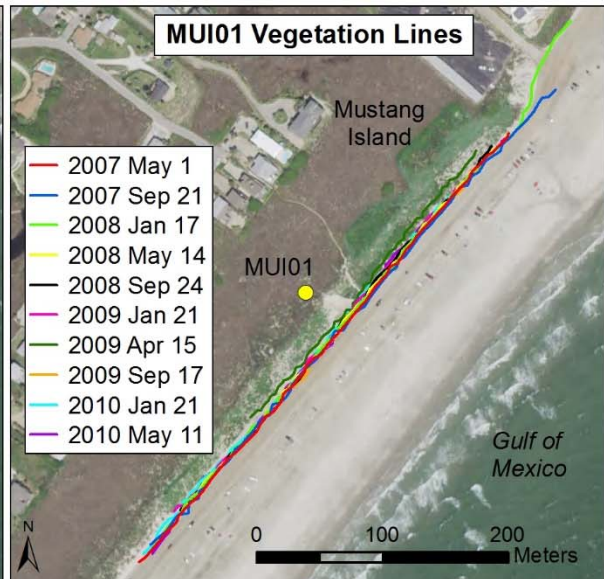 MUI01 Vegetation Lines
Mustang
Island
2007 May 1
2007 Sep 21
2008 Jan 17
2008 May 14
2008 Sep 24
2009 Jan 21
2009 Apr 15
2009 Sep 17
2010 Jan 21
2010 May 11
MUI01
Gulf of
Mexico
N
0 100 200
Meters